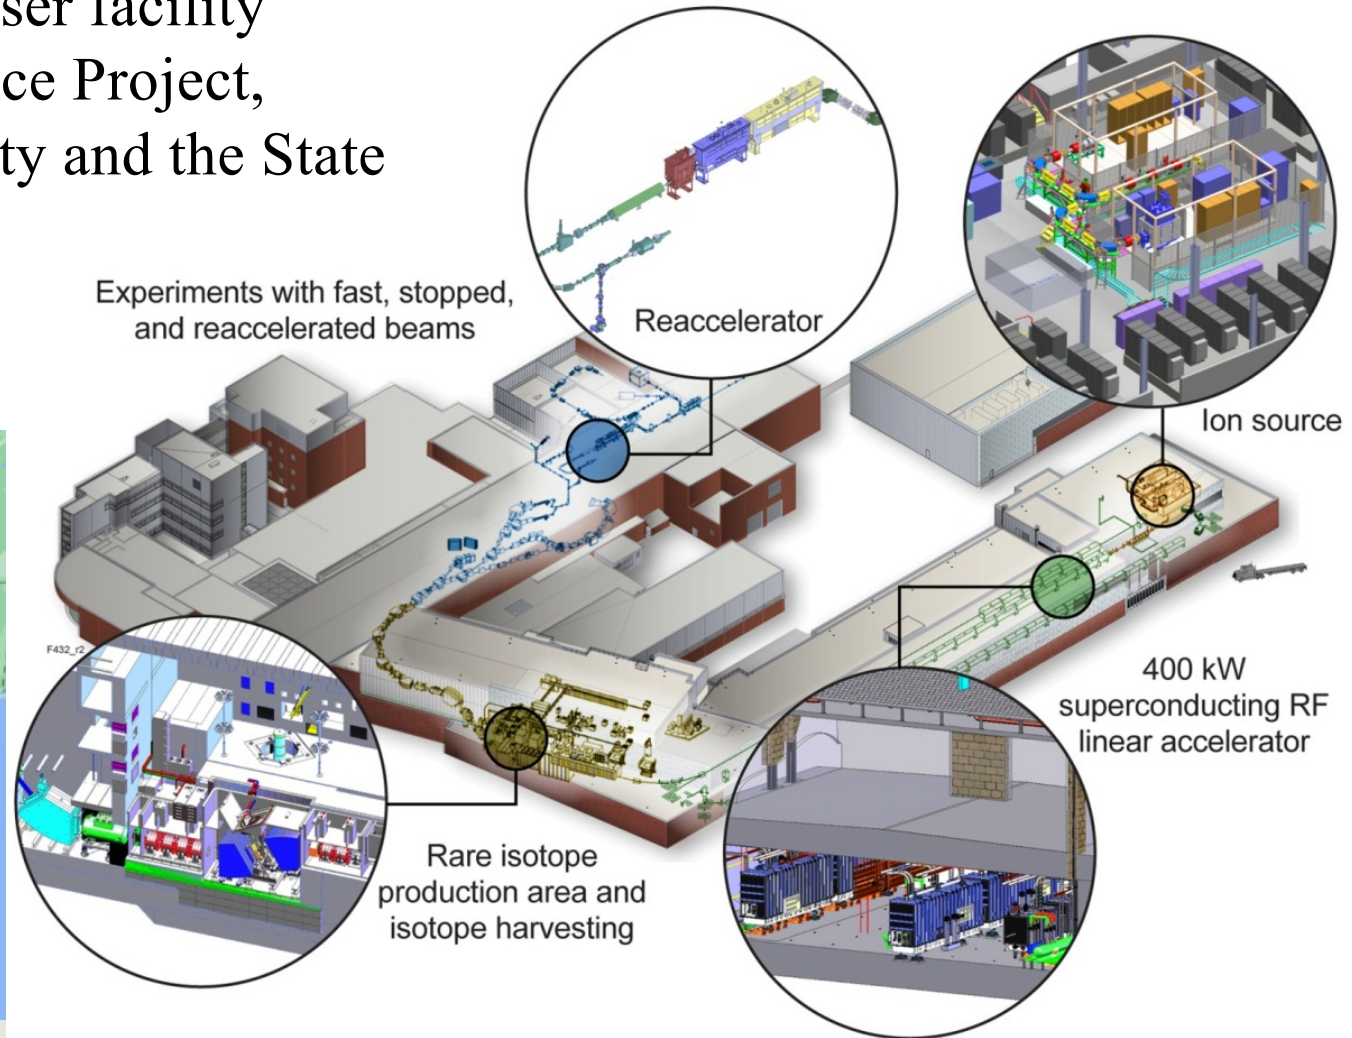 ser facility
ce Project,
ty and the State
Experiments with fast, stopped,
and reaccelerated beams
Reaccelerator
Ion source
400 kW
superconducting RF
linear accelerator
F432_r2
Rare isotope
production area and
isotope harvesting